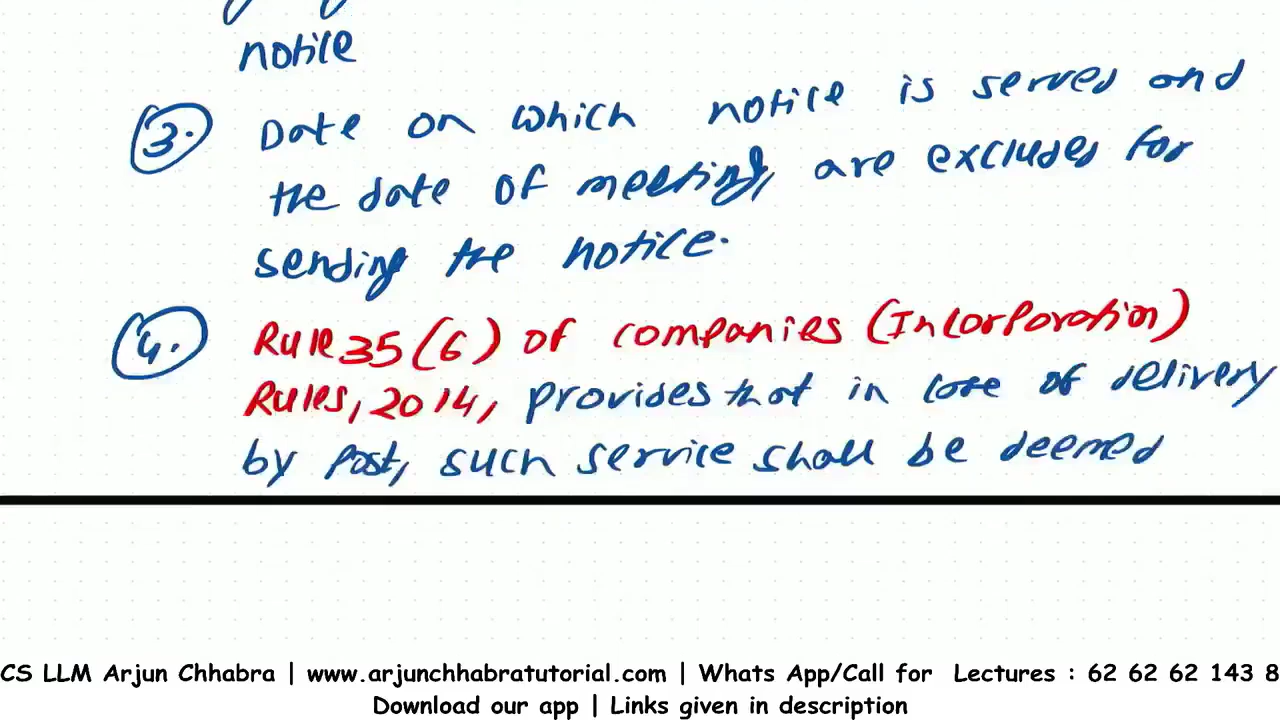 notice
3. Date on which notice is served and
the date of meeting, are excluded for
sending the notice.
4. Rule 35(6) of companies (Incorporation)
Rules, 2014, provides that in case of delivery
by Post, such service shall be deemed
CS LLM Arjun Chhabra | www.arjunchhabratutorial.com | Whats App/Call for Lectures : 62 62 62 143 8
Download our app | Links given in description